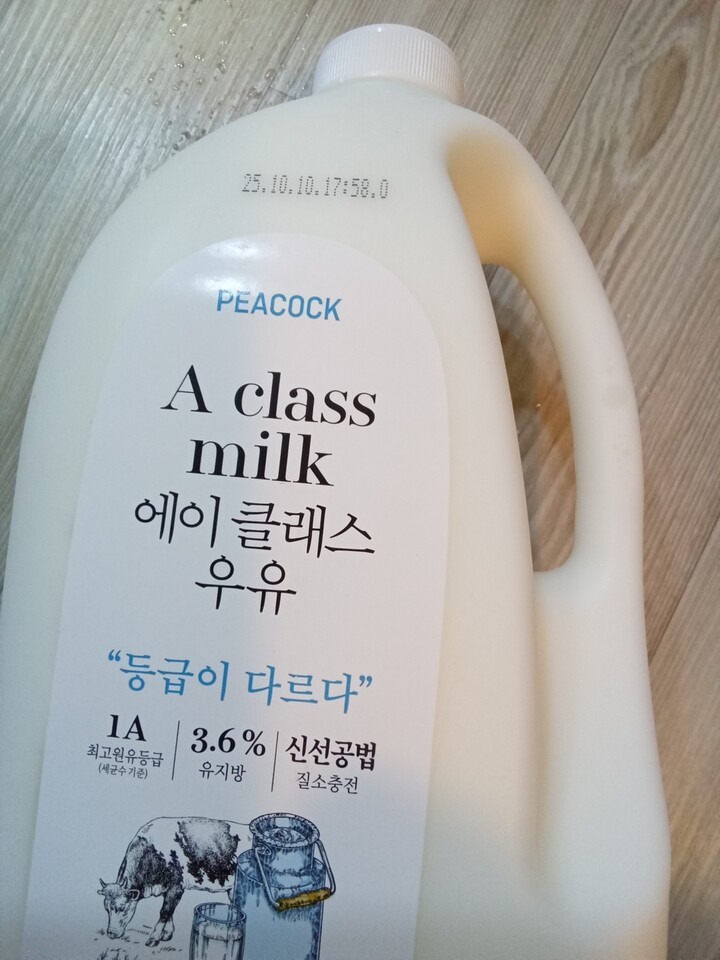 25.10.10.17:58.0
PEACOCK
A class
milk
에이 클래스
우유
“등급이 다르다”
1A
최고원유등급
(세균수기준)
3.6%
유지방
신선공법
질소충전